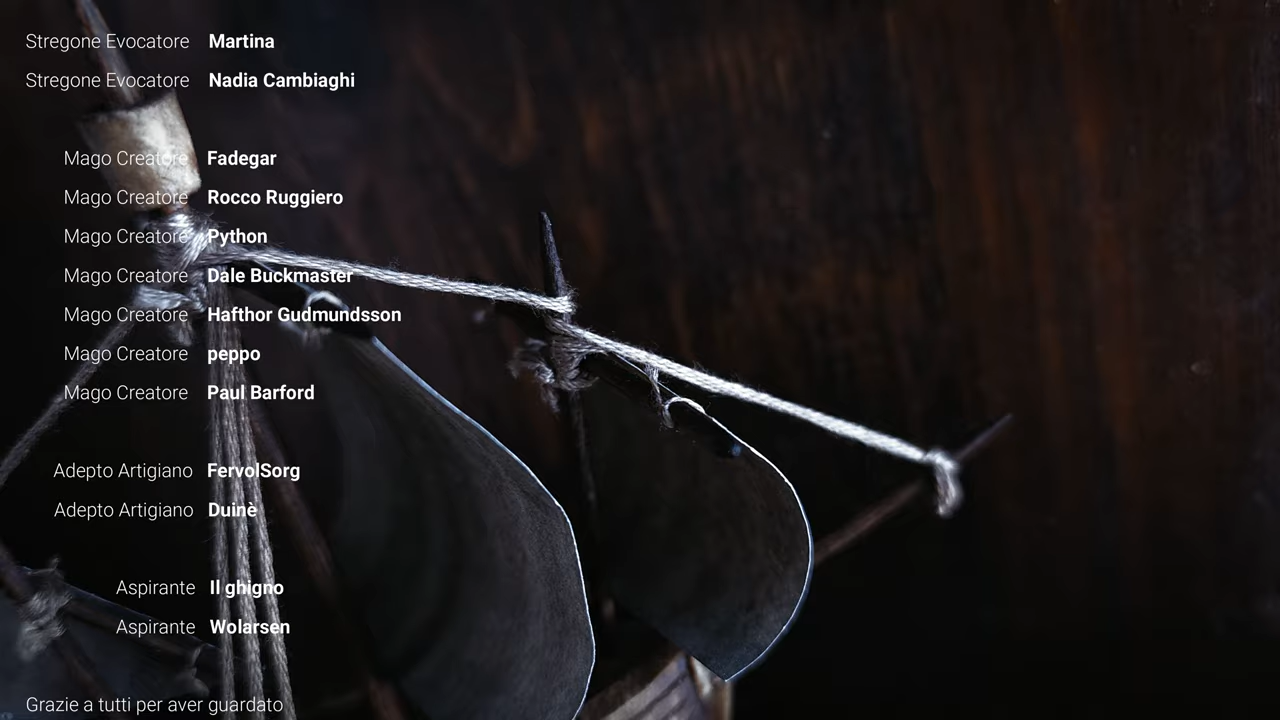 Stregone Evocatore Martina
Stregone Evocatore Nadia Cambiaghi
Mago Creatore Fadegar
Mago Creatore Rocco Ruggiero
Mago Creatore Python
Mago Creatore Dale Buckmaster
Mago Creatore Hafthor Gudmundsson
Mago Creatore peppo
Mago Creatore Paul Barford
Adepto Artigiano FervolSorg
Adepto Artigiano Duinè
Aspirante Il ghigno
Aspirante Wolarsen
Grazie a tutti per aver guardato